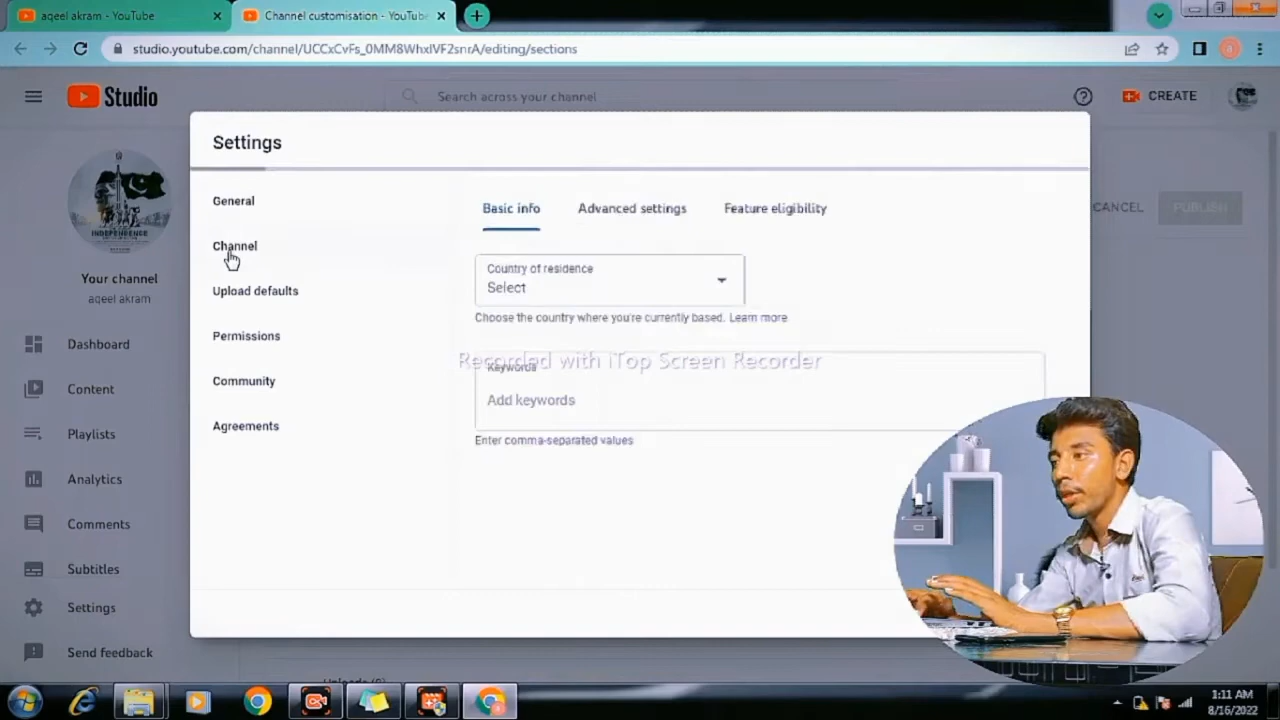 aqeel akram - YouTube
Channel customisation - YouTube
studio.youtube.com/channel/UCCxCvFs_0MM8WhxIVF2snrA/editing/sections
Studio
Search across your channel
CREATE
Settings
General
Channel
Upload defaults
Permissions
Community
Agreements
Basic info
Advanced settings
Feature eligibility
Country of residence
Select
Choose the country where you're currently based. Learn more
Keywords
Recorded with iTop Screen Recorder
Add keywords
Enter comma-separated values
CANCEL
PUBLISH
INDEPENDENCE
Your channel
aqeel akram
Dashboard
Content
Playlists
Analytics
Comments
Subtitles
Settings
Send feedback
1:11 AM
8/16/2022